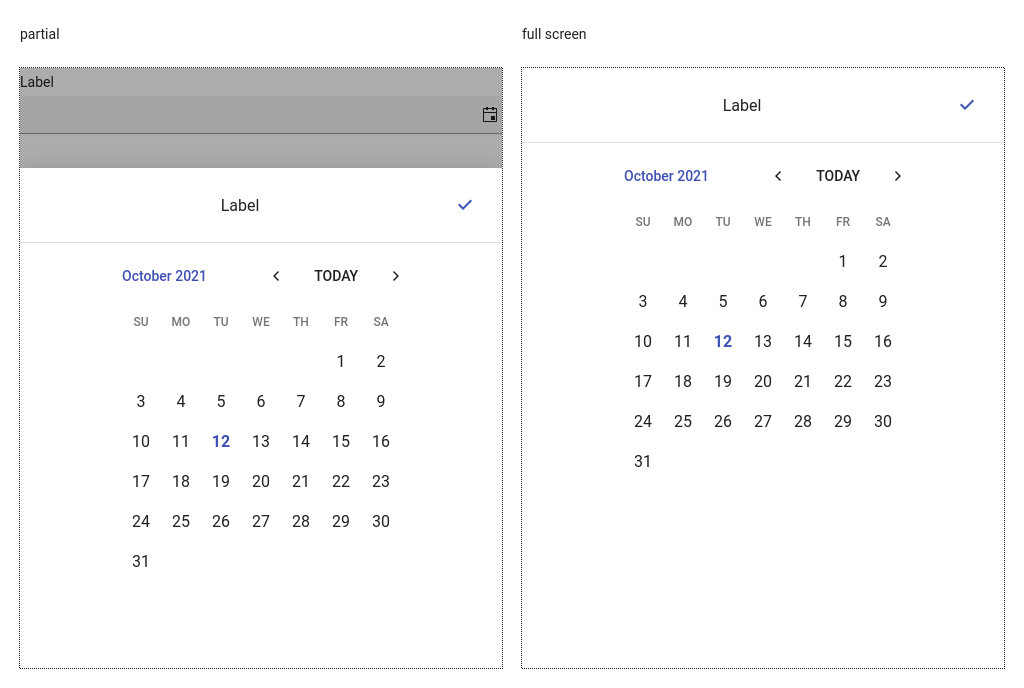 partial
Label
Label
October 2021 TODAY
SU MO TU WE TH FR SA
1 2
3 4 5 6 7 8 9
10 11 12 13 14 15 16
17 18 19 20 21 22 23
24 25 26 27 28 29 30
31
full screen
Label
October 2021 TODAY
SU MO TU WE TH FR SA
1 2
3 4 5 6 7 8 9
10 11 12 13 14 15 16
17 18 19 20 21 22 23
24 25 26 27 28 29 30
31